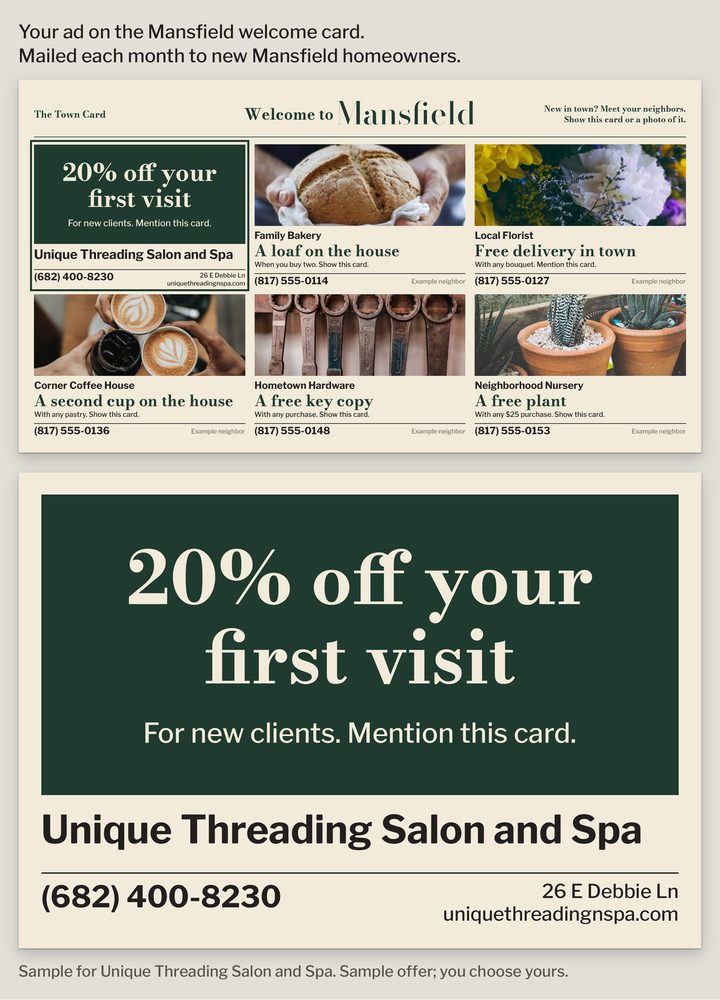 Your ad on the Mansfield welcome card.
Mailed each month to new Mansfield homeowners.
The Town Card
Welcome to Mansfield
New in town? Meet your neighbors.
Show this card or a photo of it.
20% off your
first visit
For new clients. Mention this card.
Unique Threading Salon and Spa
(682) 400-8230
26 E Debbie Ln
uniquethreadingnspa.com
Family Bakery
A loaf on the house
When you buy two. Show this card.
(817) 555-0114
Example neighbor
Local Florist
Free delivery in town
With any bouquet. Mention this card.
(817) 555-0127
Example neighbor
Corner Coffee House
A second cup on the house
With any pastry. Show this card.
(817) 555-0136
Example neighbor
Hometown Hardware
A free key copy
With any purchase. Show this card.
(817) 555-0148
Example neighbor
Neighborhood Nursery
A free plant
With any $25 purchase. Show this card.
(817) 555-0153
Example neighbor
20% off your
first visit
For new clients. Mention this card.
Unique Threading Salon and Spa
(682) 400-8230
26 E Debbie Ln
uniquethreadingnspa.com
Sample for Unique Threading Salon and Spa. Sample offer; you choose yours.